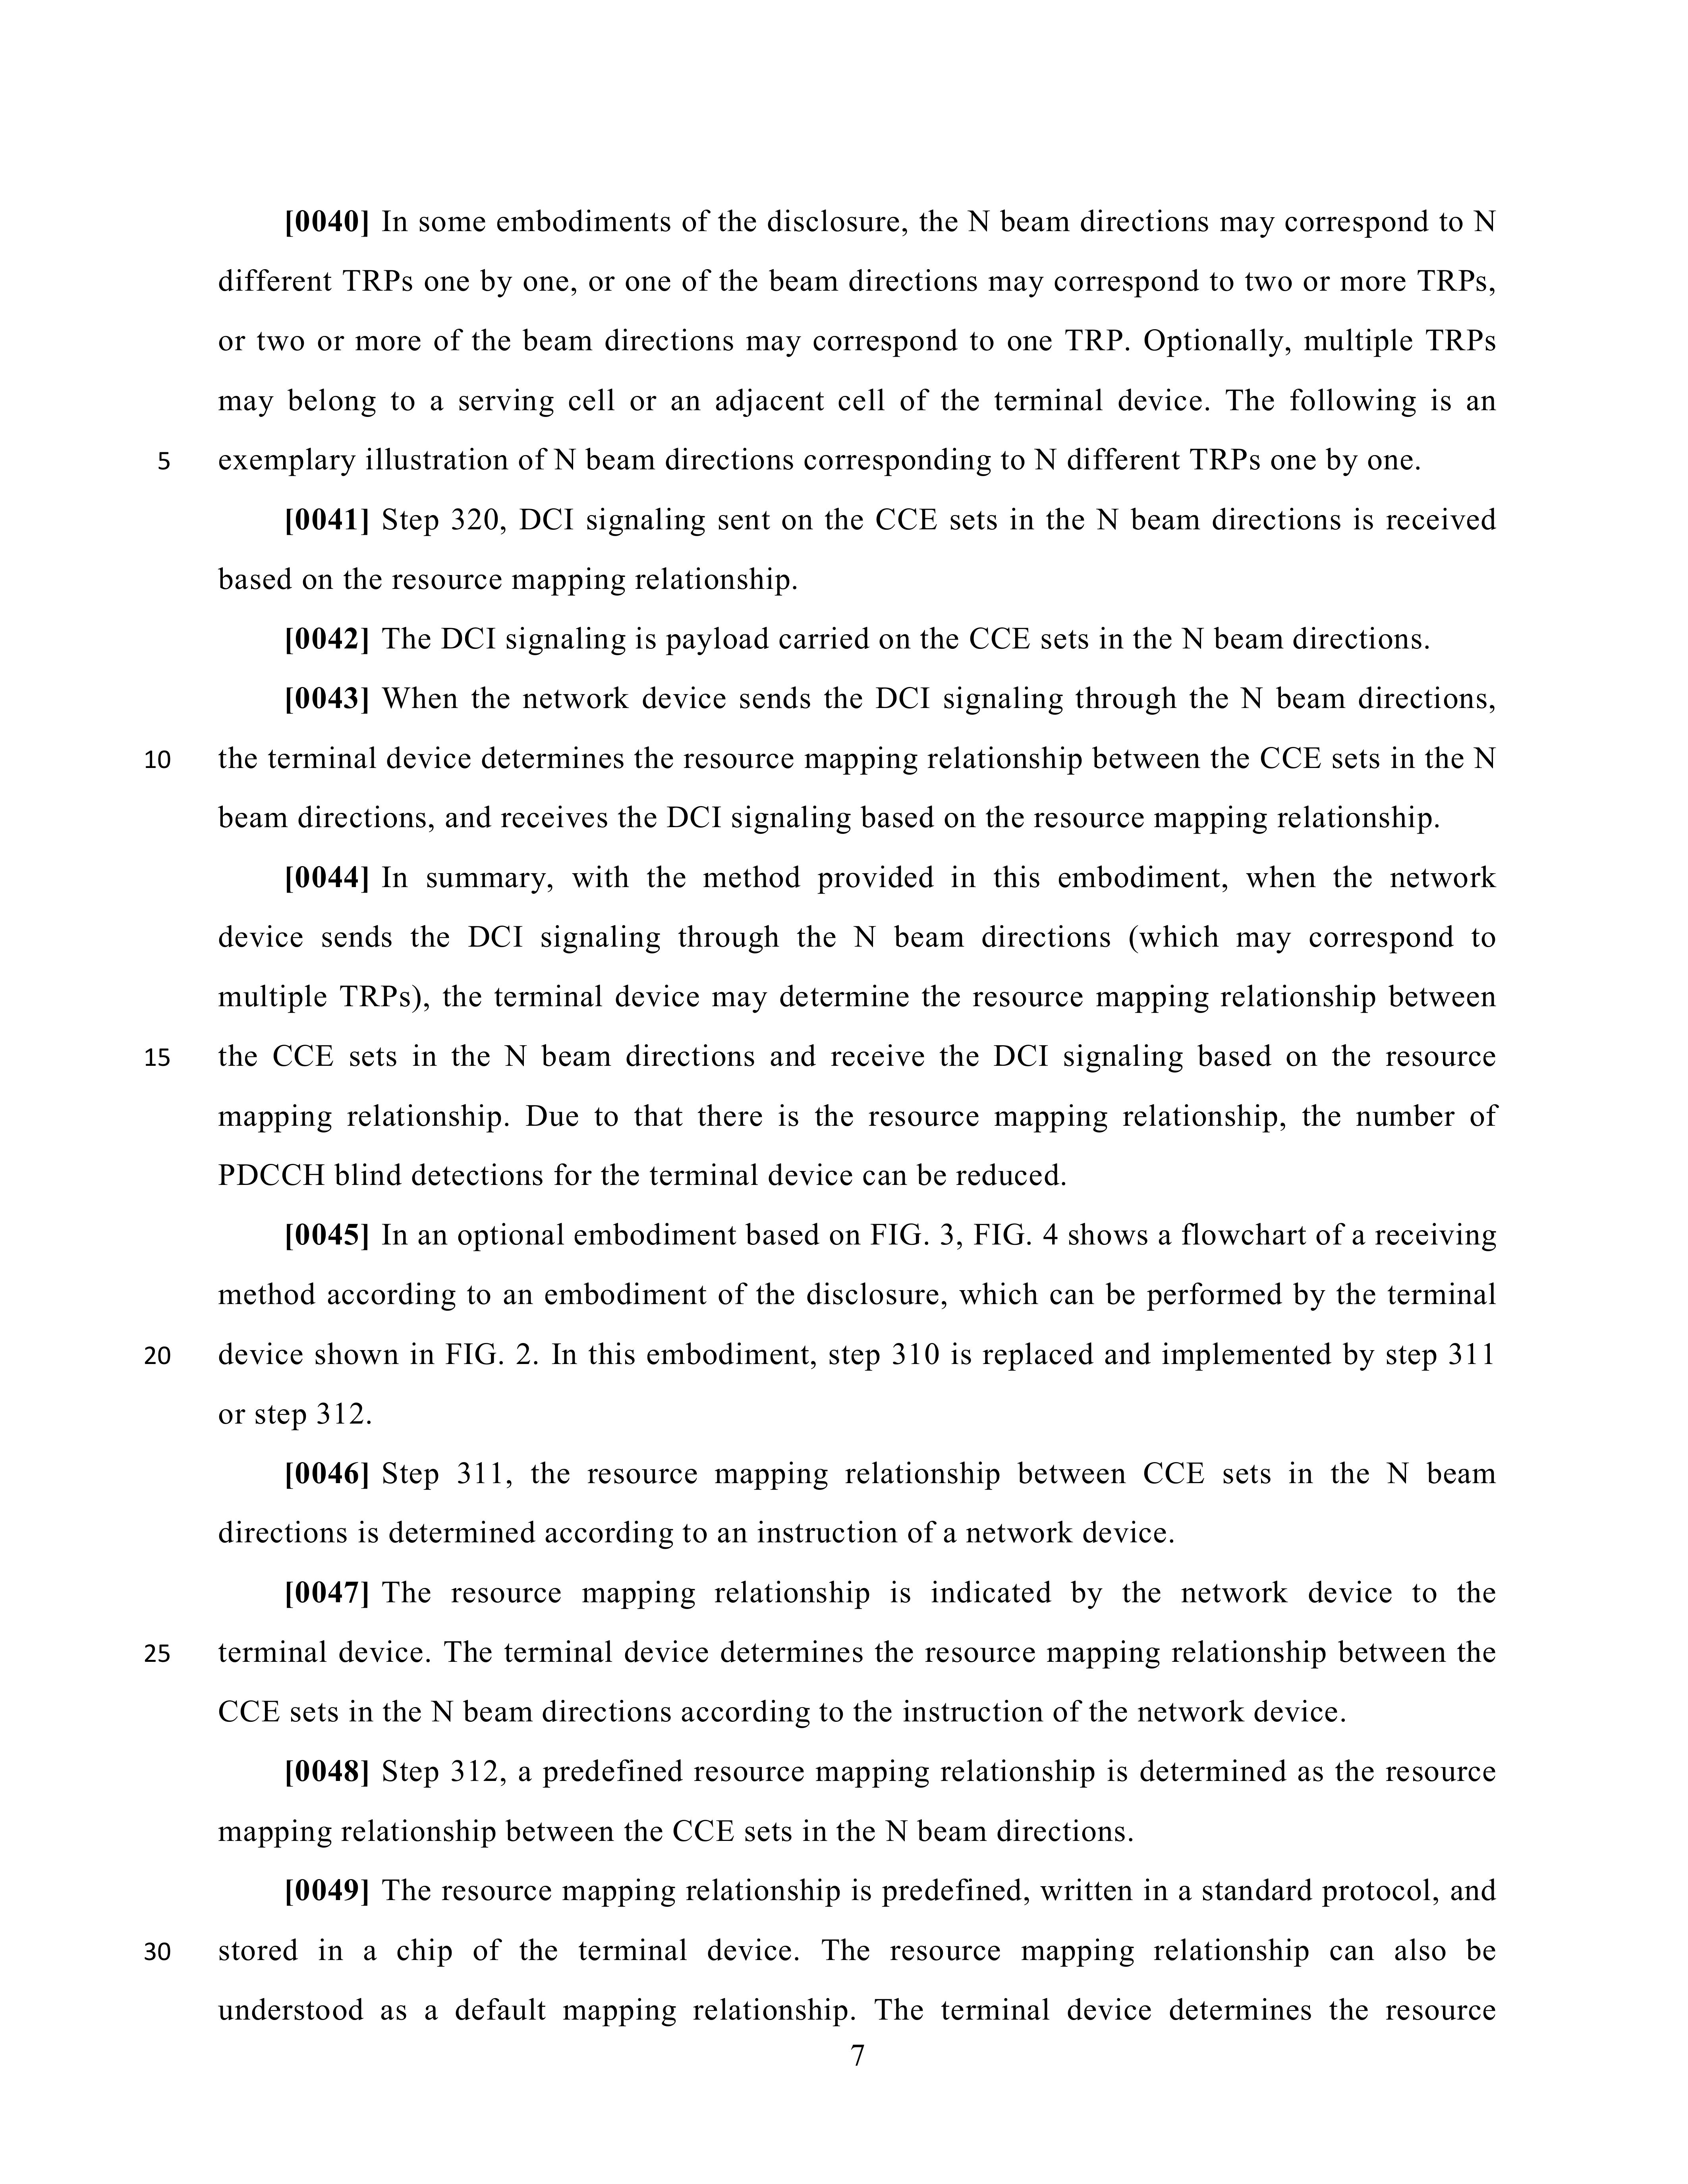 [0040] In some embodiments of the disclosure, the N beam directions may correspond to N
different TRPs one by one, or one of the beam directions may correspond to two or more TRPs,
or two or more of the beam directions may correspond to one TRP. Optionally, multiple TRPs
may belong to a serving cell or an adjacent cell of the terminal device. The following is an
5 exemplary illustration of N beam directions corresponding to N different TRPs one by one.
[0041] Step 320, DCI signaling sent on the CCE sets in the N beam directions is received
based on the resource mapping relationship.
[0042] The DCI signaling is payload carried on the CCE sets in the N beam directions.
[0043] When the network device sends the DCI signaling through the N beam directions,
10 the terminal device determines the resource mapping relationship between the CCE sets in the N
beam directions, and receives the DCI signaling based on the resource mapping relationship.
[0044] In summary, with the method provided in this embodiment, when the network
device sends the DCI signaling through the N beam directions (which may correspond to
multiple TRPs), the terminal device may determine the resource mapping relationship between
15 the CCE sets in the N beam directions and receive the DCI signaling based on the resource
mapping relationship. Due to that there is the resource mapping relationship, the number of
PDCCH blind detections for the terminal device can be reduced.
[0045] In an optional embodiment based on FIG. 3, FIG. 4 shows a flowchart of a receiving
method according to an embodiment of the disclosure, which can be performed by the terminal
20 device shown in FIG. 2. In this embodiment, step 310 is replaced and implemented by step 311
or step 312.
[0046] Step 311, the resource mapping relationship between CCE sets in the N beam
directions is determined according to an instruction of a network device.
[0047] The resource mapping relationship is indicated by the network device to the
25 terminal device. The terminal device determines the resource mapping relationship between the
CCE sets in the N beam directions according to the instruction of the network device.
[0048] Step 312, a predefined resource mapping relationship is determined as the resource
mapping relationship between the CCE sets in the N beam directions.
[0049] The resource mapping relationship is predefined, written in a standard protocol, and
30 stored in a chip of the terminal device. The resource mapping relationship can also be
understood as a default mapping relationship. The terminal device determines the resource
7